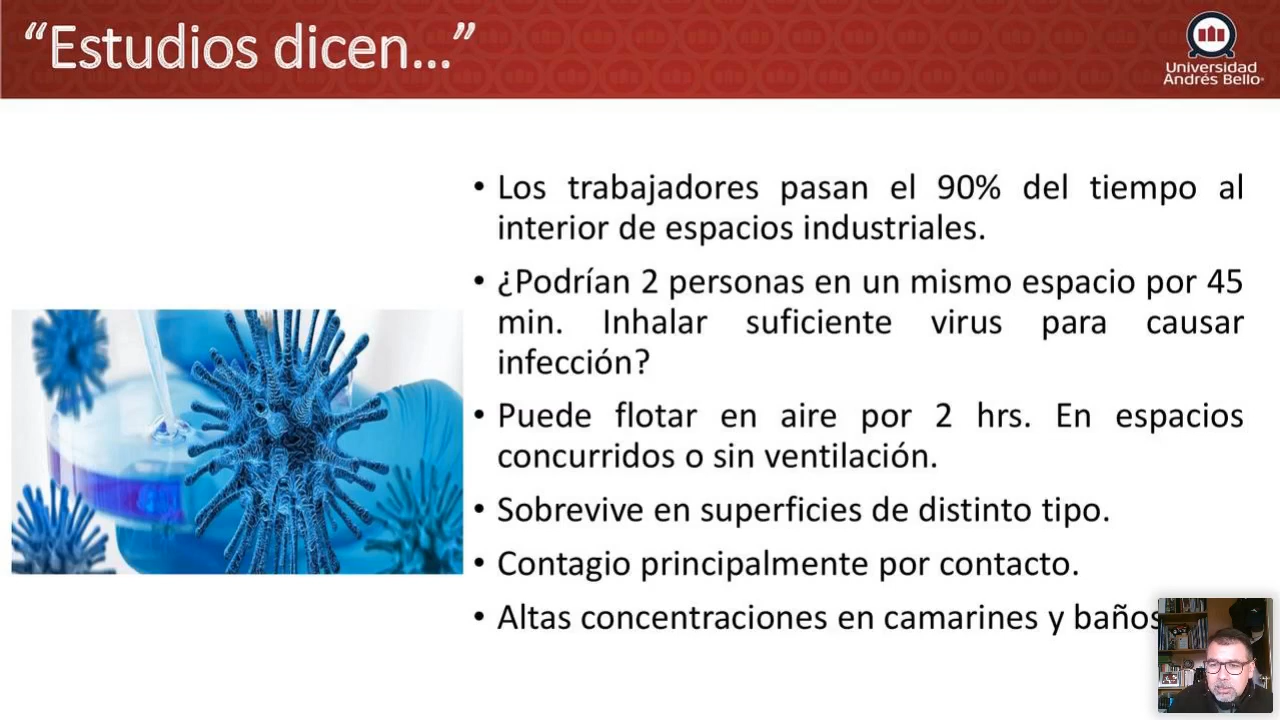 “Estudios dicen...”
Universidad
Andrés Bello
• Los trabajadores pasan el 90% del tiempo al
interior de espacios industriales.
• ¿Podrían 2 personas en un mismo espacio por 45
min. Inhalar suficiente virus para causar
infección?
• Puede flotar en aire por 2 hrs. En espacios
concurridos o sin ventilación.
• Sobrevive en superficies de distinto tipo.
• Contagio principalmente por contacto.
• Altas concentraciones en camarines y baños